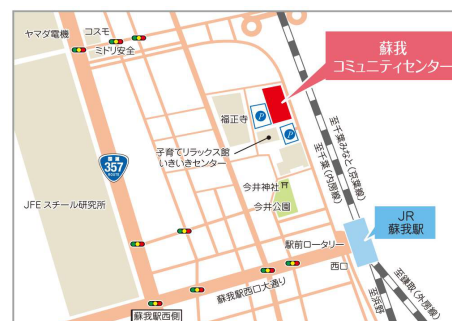 ヤマダ電機
コスモ
ミドリ安全
蘇我
コミュニティセンター
福正寺
P
P
子育てリラックス館
いきいきセンター
至千葉みなと(京葉線)
至千葉(内房線)
国道
357
ROUTE
JFEスチール研究所
今井神社
今井公園
JR
蘇我駅
駅前ロータリー
西口
蘇我駅西口大通り
蘇我駅西側
至鎌取(外房線)
至浜野